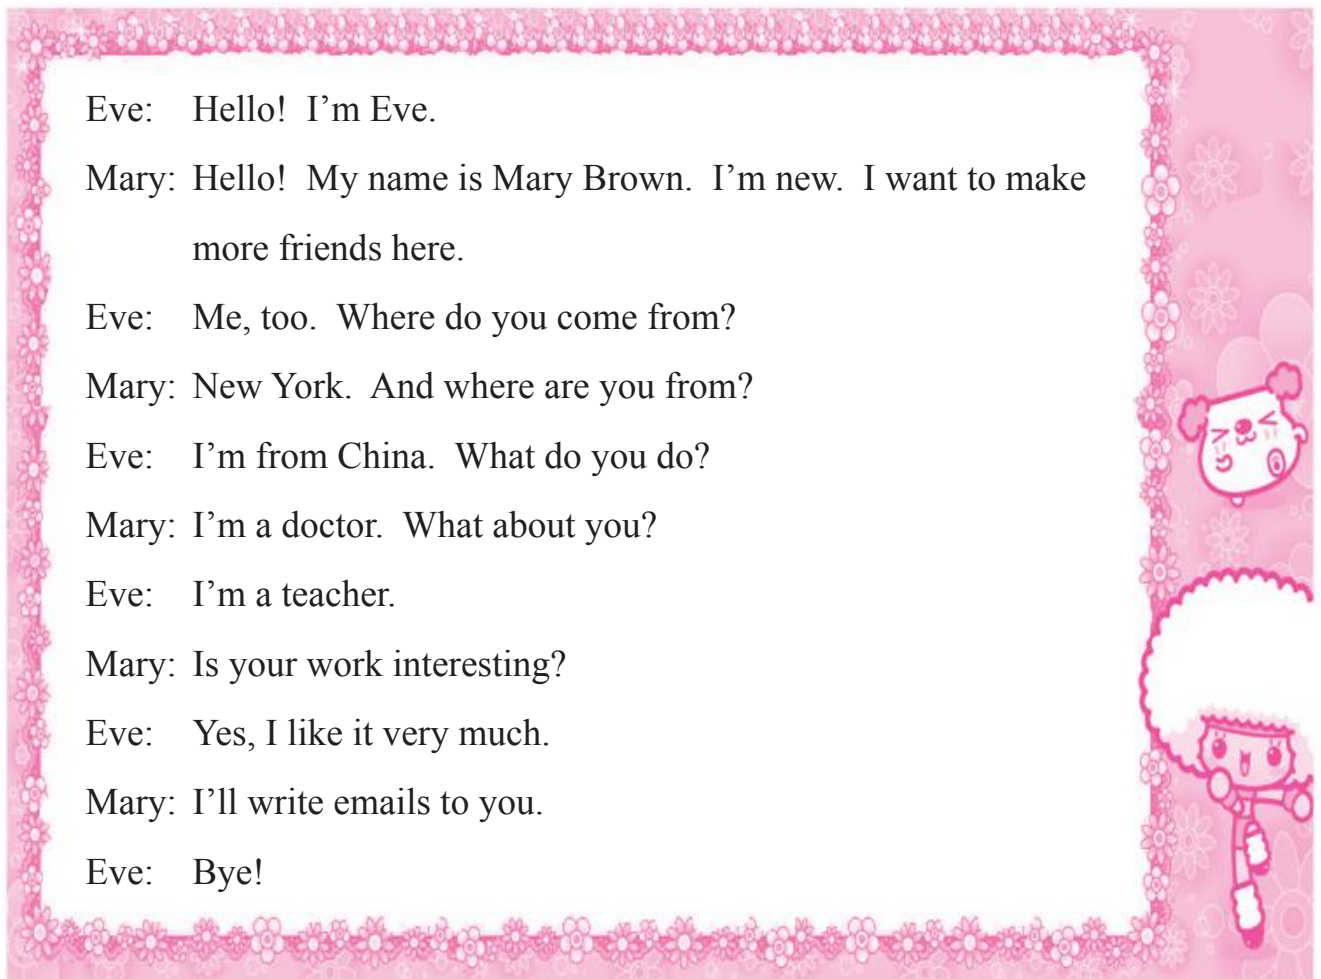 Eve: Hello! I’m Eve.
Mary: Hello! My name is Mary Brown. I’m new. I want to make
more friends here.
Eve: Me, too. Where do you come from?
Mary: New York. And where are you from?
Eve: I’m from China. What do you do?
Mary: I’m a doctor. What about you?
Eve: I’m a teacher.
Mary: Is your work interesting?
Eve: Yes, I like it very much.
Mary: I’ll write emails to you.
Eve: Bye!